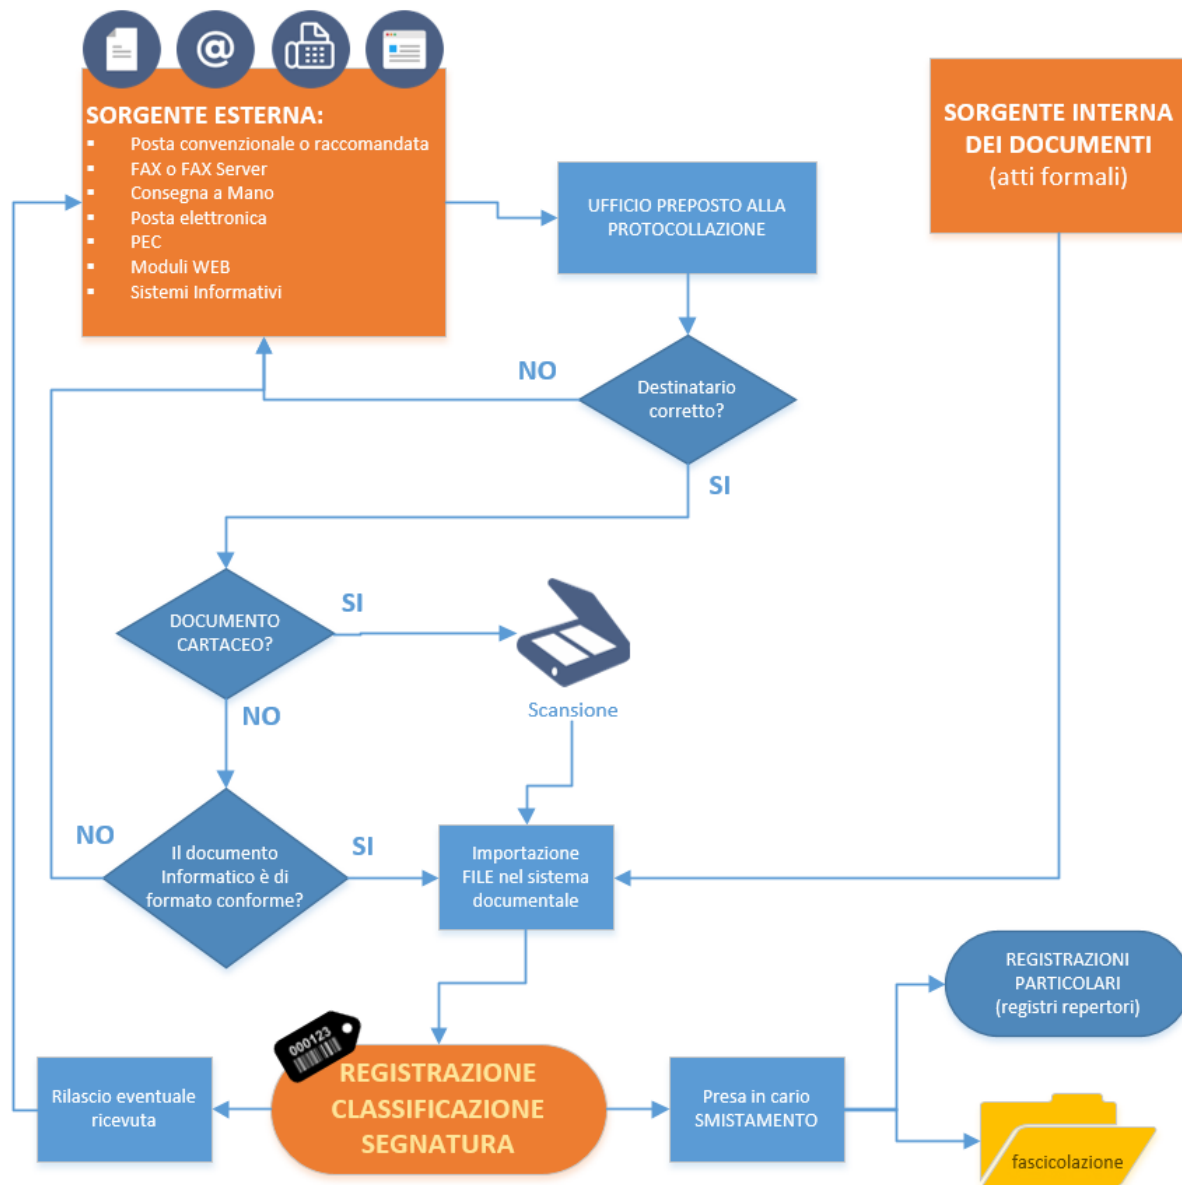 SORGENTE ESTERNA:
▪ Posta convenzionale o raccomandata
▪ FAX o FAX Server
▪ Consegna a Mano
▪ Posta elettronica
▪ PEC
▪ Moduli WEB
▪ Sistemi Informativi
SORGENTE INTERNA
DEI DOCUMENTI
(atti formali)
UFFICIO PREPOSTO ALLA
PROTOCOLLAZIONE
NO
Destinatario
corretto?
SI
DOCUMENTO
CARTACEO?
SI
Scansione
NO
NO
Il documento
Informatico è di
formato conforme?
SI
Importazione
FILE nel sistema
documentale
REGISTRAZIONI
PARTICOLARI
(registri repertori)
000123
REGISTRAZIONE
CLASSIFICAZIONE
SEGNATURA
Rilascio eventuale
ricevuta
Presa in cario
SMISTAMENTO
fascicolazione